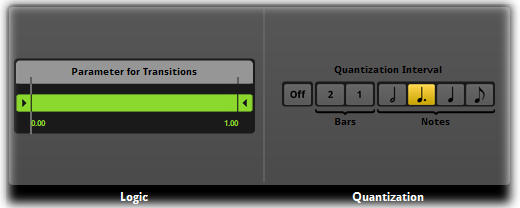 Parameter for Transitions
0.00 1.00
Quantization Interval
Off 2 1
Bars Notes
Logic Quantization